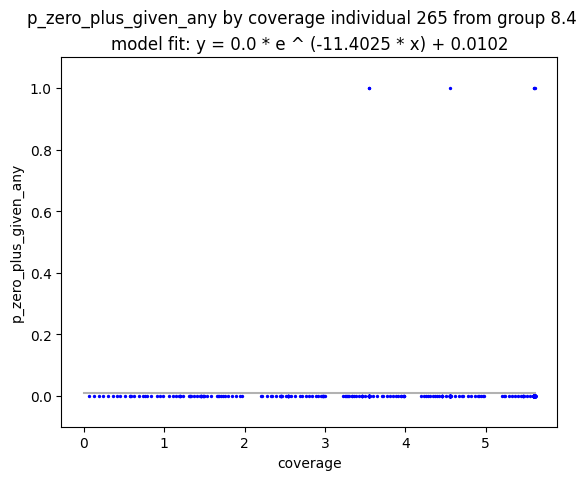 p_zero_plus_given_any by coverage individual 265 from group 8.4
model fit: y = 0.0 * e ^ (-11.4025 * x) + 0.0102
1.0
0.8
0.6
0.4
0.2
0.0
p_zero_plus_given_any
0 1 2 3 4 5
coverage